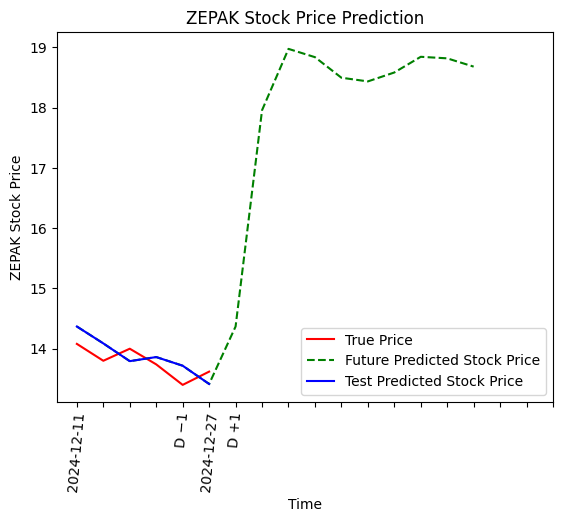 ZEPAK Stock Price Prediction
19
18
17
16
15
14
ZEPAK Stock Price
True Price
Future Predicted Stock Price
Test Predicted Stock Price
2024-12-11
D −1
2024-12-27
D +1
Time